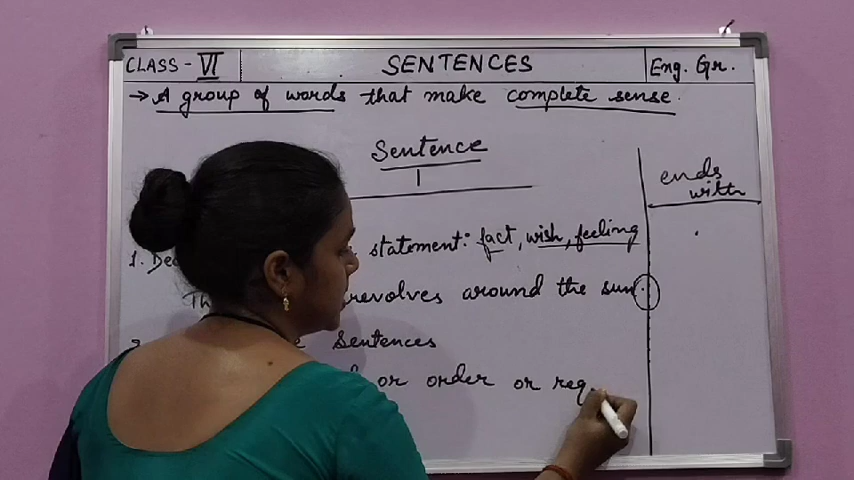 CLASS - VI
SENTENCES
Eng. Gr.
→ A group of words that make complete sense.
Sentence
ends
with
1. De statement: fact, wish, feeling .
Th revolves around the sun.
Sentences
or order or req